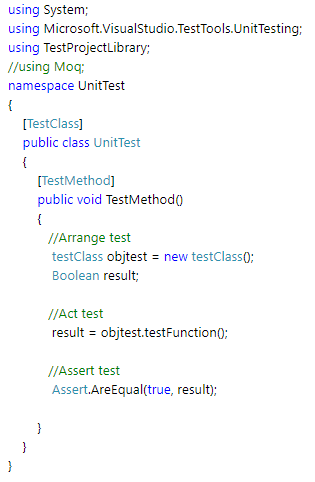 using System;
using Microsoft.VisualStudio.TestTools.UnitTesting;
using TestProjectLibrary;
//using Moq;
namespace UnitTest
{
[TestClass]
public class UnitTest
{
[TestMethod]
public void TestMethod()
{
//Arrange test
testClass objtest = new testClass();
Boolean result;
//Act test
result = objtest.testFunction();
//Assert test
Assert.AreEqual(true, result);
}
}
}